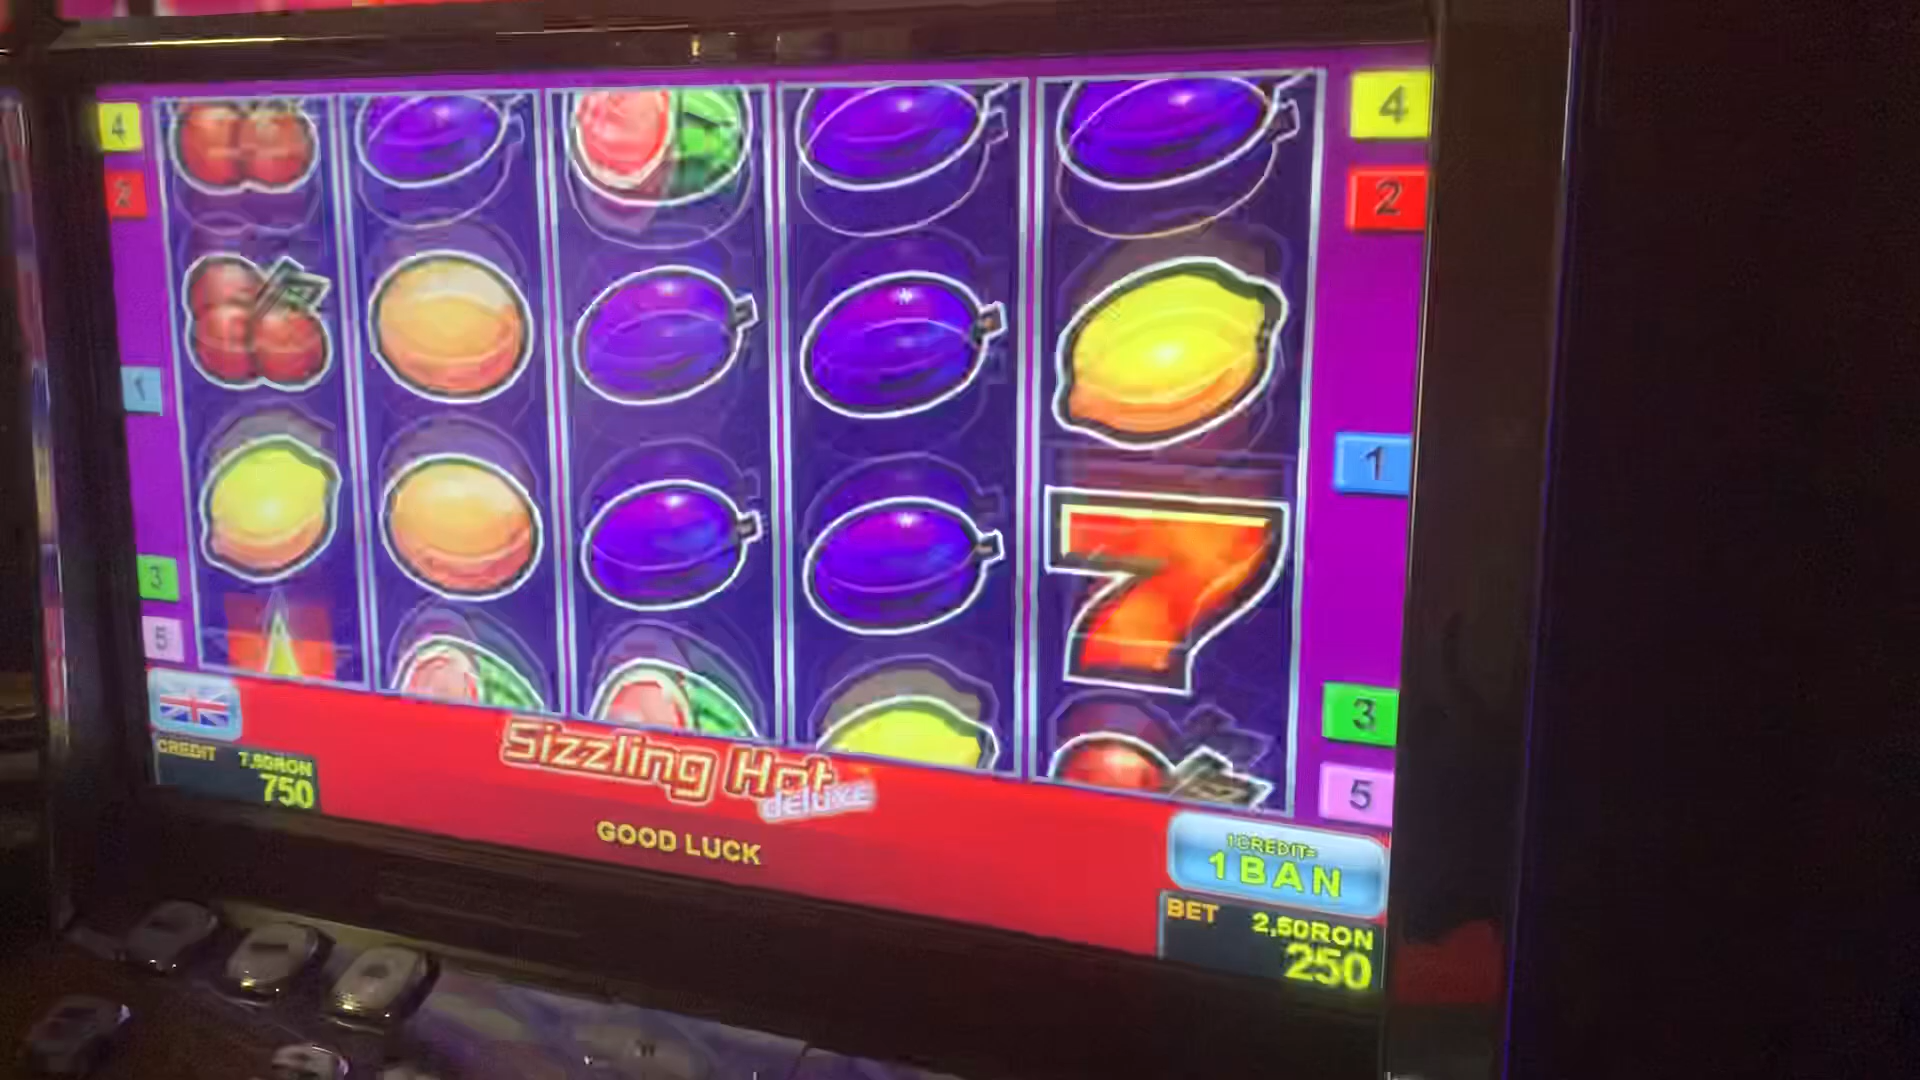 4
4
2
2
1
1
3
3
5
5
CREDIT 7,50RON
750
Sizzling Hot
deluxe
GOOD LUCK
1CREDIT=
1 BAN
BET 2,50RON
250